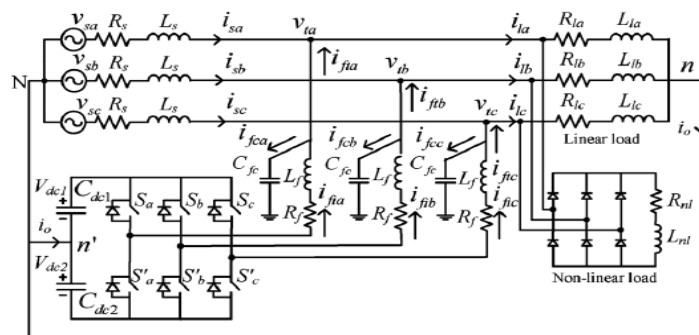 v_sa R_s L_s i_sa v_ta i_la R_la L_la
i_fta
N v_sb R_s L_s i_sb v_tb i_lb R_lb L_lb n
i_ftb
v_sc R_s L_s i_sc v_tc i_lc R_lc L_lc
i_o
Linear load
i_fca i_fcb i_fcc i_ftc
C_fc L_f C_fc L_f C_fc L_f
V_dc1 C_dc1 S_a S_b S_c
R_f i_fia R_f i_fib R_f i_fic
R_nl
i_o n'
L_nl
V_dc2 S'_a S'_b S'_c
C_dc2
Non-linear load